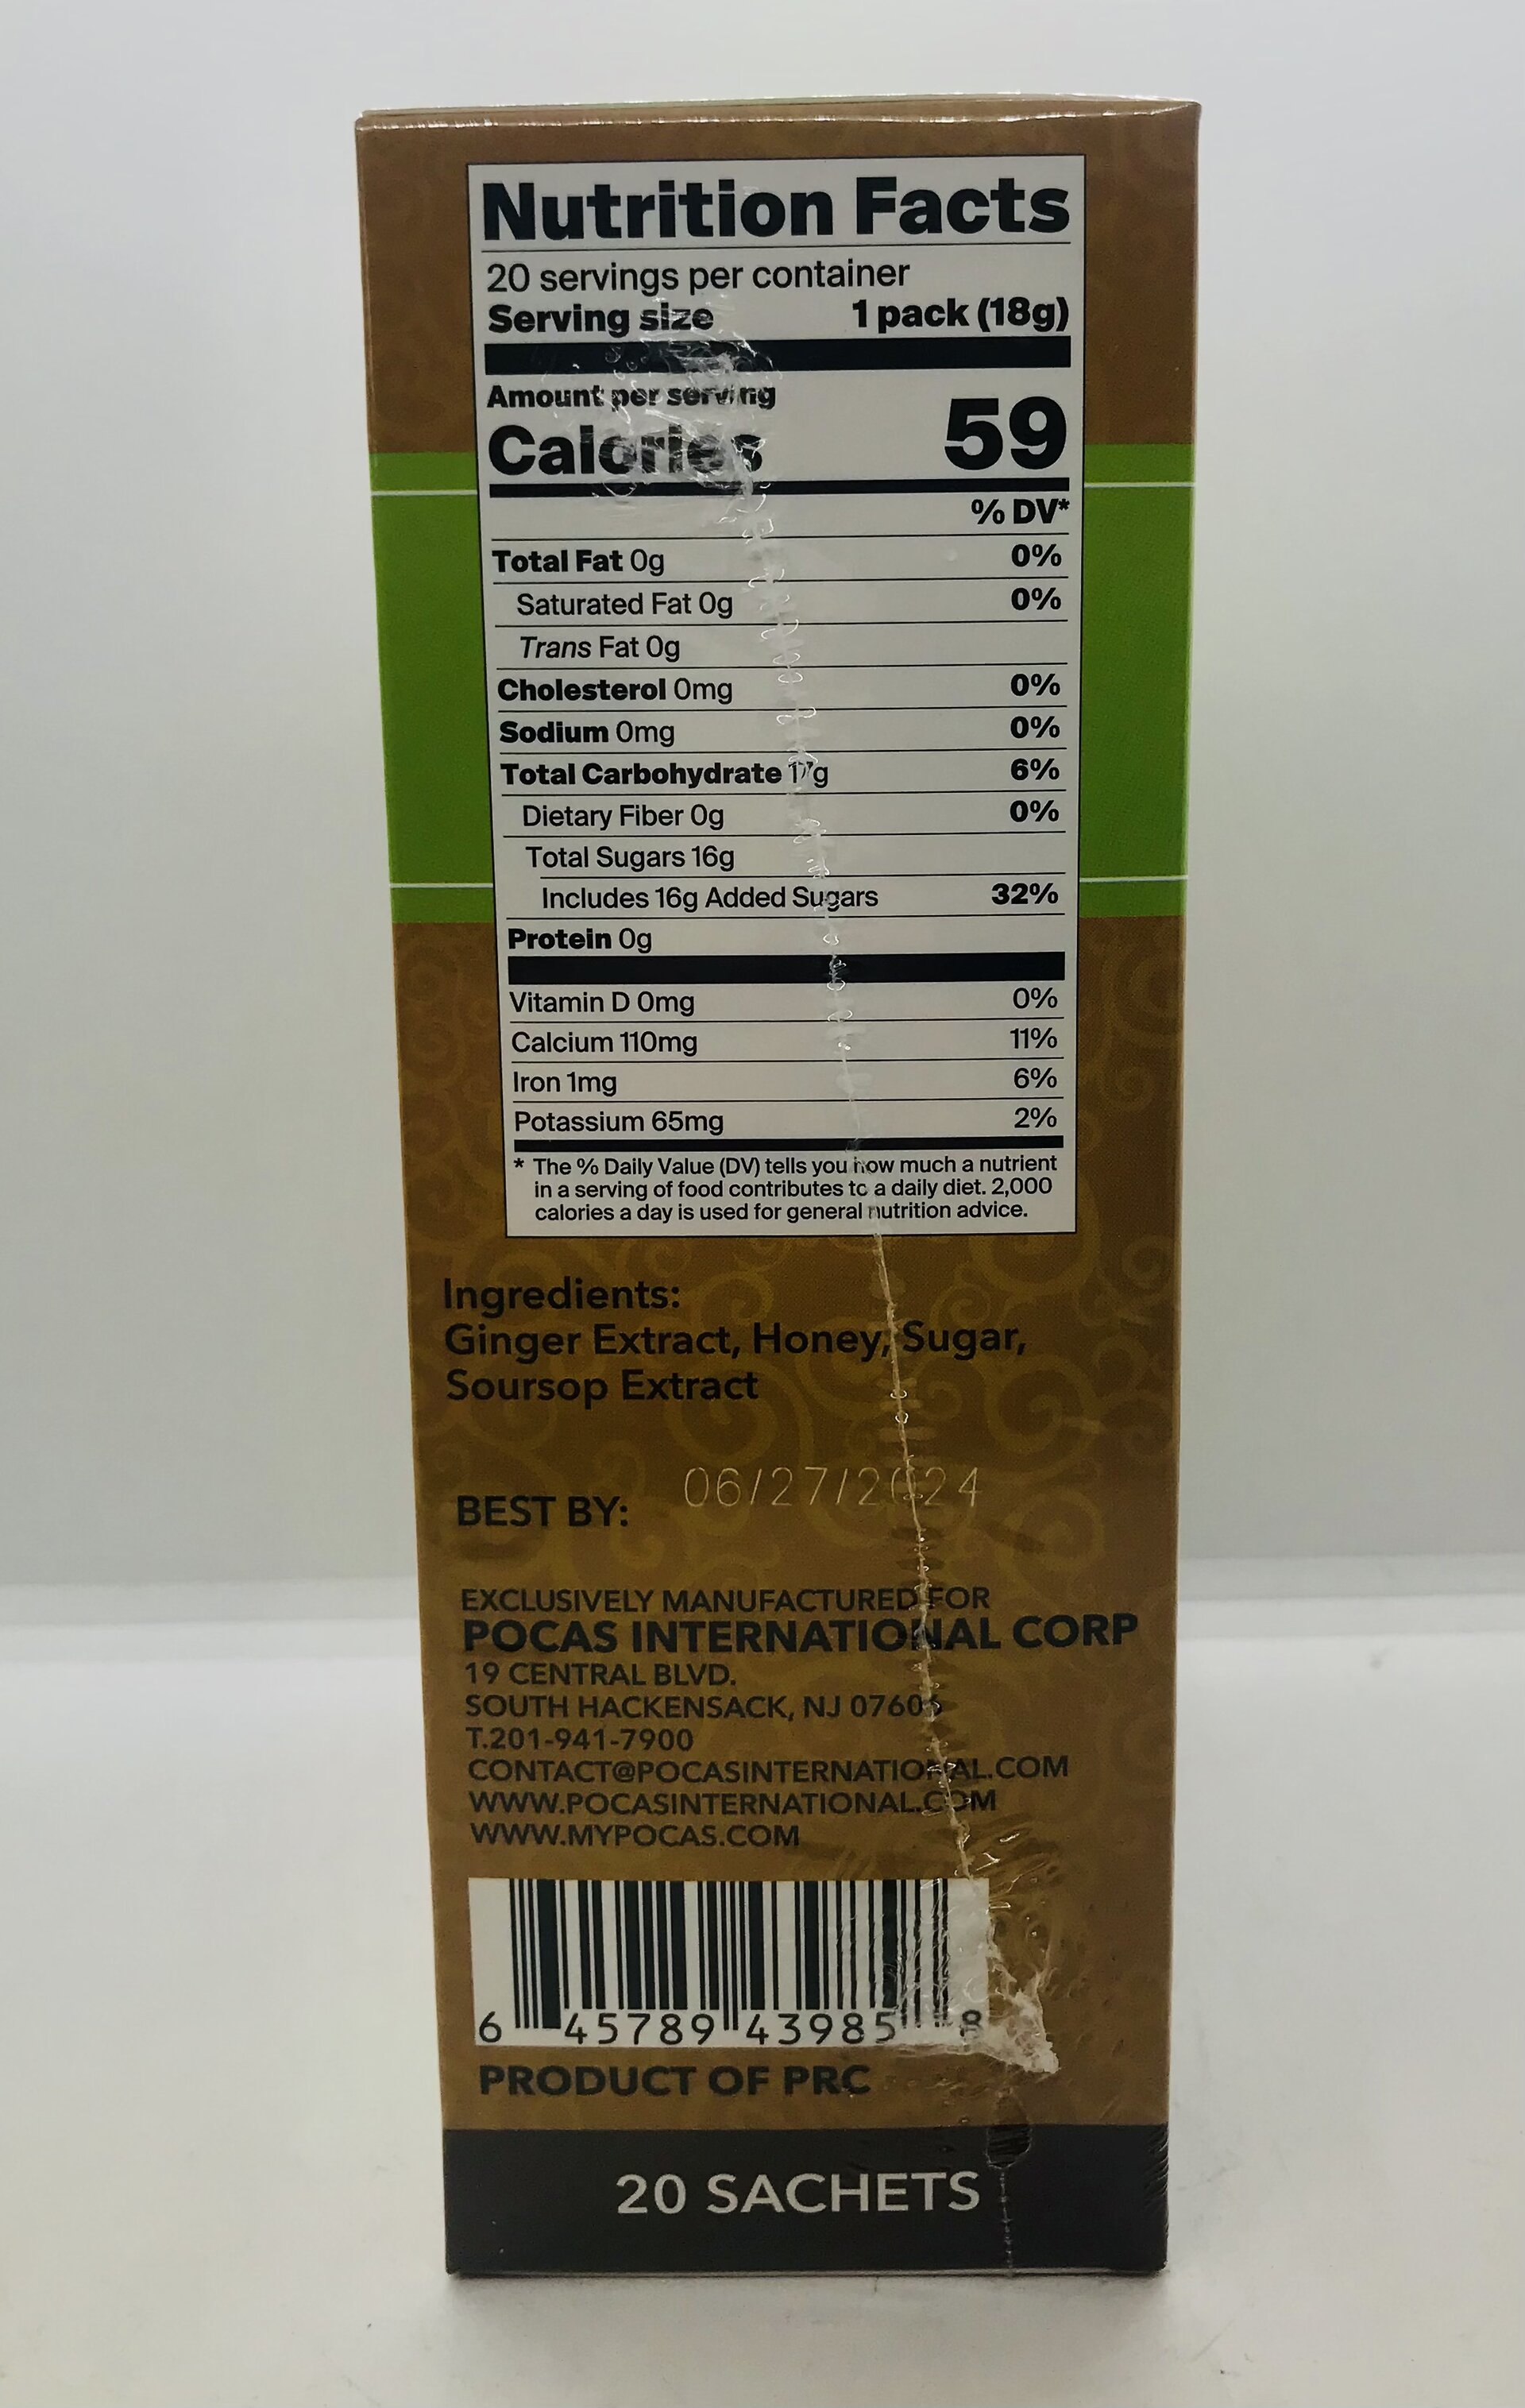 Nutrition Facts
20 servings per container
Serving size 1 pack (18g)
Amount per serving
Calories 59
% DV*
Total Fat 0g 0%
Saturated Fat 0g 0%
Trans Fat 0g
Cholesterol 0mg 0%
Sodium 0mg 0%
Total Carbohydrate 17g 6%
Dietary Fiber 0g 0%
Total Sugars 16g
Includes 16g Added Sugars 32%
Protein 0g
Vitamin D 0mg 0%
Calcium 110mg 11%
Iron 1mg 6%
Potassium 65mg 2%
* The % Daily Value (DV) tells you how much a nutrient
in a serving of food contributes to a daily diet. 2,000
calories a day is used for general nutrition advice.
Ingredients:
Ginger Extract, Honey, Sugar,
Soursop Extract
BEST BY: 06/27/2024
EXCLUSIVELY MANUFACTURED FOR
POCAS INTERNATIONAL CORP
19 CENTRAL BLVD.
SOUTH HACKENSACK, NJ 07606
T.201-941-7900
CONTACT@POCASINTERNATIONAL.COM
WWW.POCASINTERNATIONAL.COM
WWW.MYPOCAS.COM
6 45789 43985 8
PRODUCT OF PRC
20 SACHETS